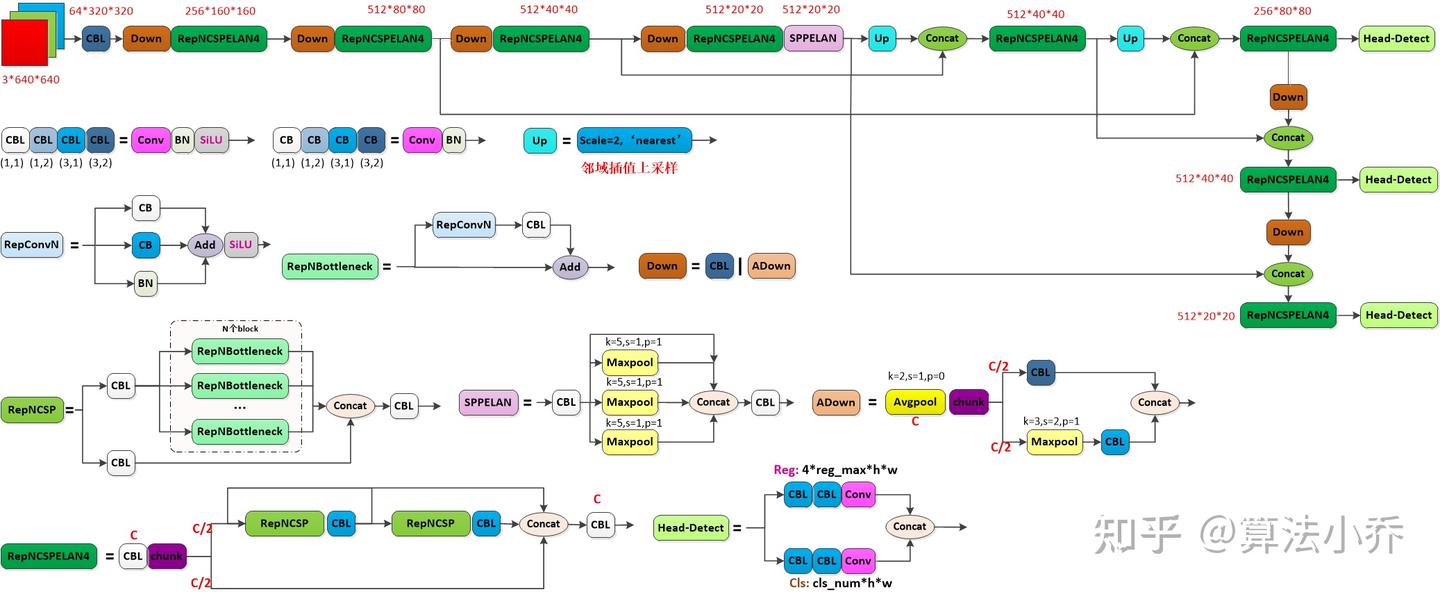 64*320*320
256*160*160
512*80*80
512*40*40
512*20*20
512*20*20
512*40*40
256*80*80
CBL
Down
RepNCSPELAN4
Down
RepNCSPELAN4
Down
RepNCSPELAN4
Down
RepNCSPELAN4
SPPELAN
Up
Concat
RepNCSPELAN4
Up
Concat
RepNCSPELAN4
Head-Detect
3*640*640
Down
Concat
512*40*40
RepNCSPELAN4
Head-Detect
Down
Concat
512*20*20
RepNCSPELAN4
Head-Detect
CBL CBL CBL CBL = Conv BN SiLU
(1,1) (1,2) (3,1) (3,2)
CB CB CB CB = Conv BN
(1,1) (1,2) (3,1) (3,2)
Up = Scale=2,‘nearest’
邻域插值上采样
RepConvN =
CB
CB
BN
Add
SiLU
RepNBottleneck =
RepConvN
CBL
Add
Down = CBL | ADown
RepNCSP =
CBL
CBL
N个block
RepNBottleneck
RepNBottleneck
...
RepNBottleneck
Concat
CBL
SPPELAN =
CBL
k=5,s=1,p=1
Maxpool
k=5,s=1,p=1
Maxpool
k=5,s=1,p=1
Maxpool
Concat
CBL
ADown =
k=2,s=1,p=0
Avgpool
C
chunk
C/2
CBL
C/2
k=3,s=2,p=1
Maxpool
CBL
Concat
RepNCSPELAN4 =
C
CBL
chunk
C/2
C/2
RepNCSP
CBL
RepNCSP
CBL
Concat
C
CBL
Head-Detect =
Reg: 4*reg_max*h*w
CBL CBL Conv
CBL CBL Conv
Cls: cls_num*h*w
Concat
知乎 @算法小乔